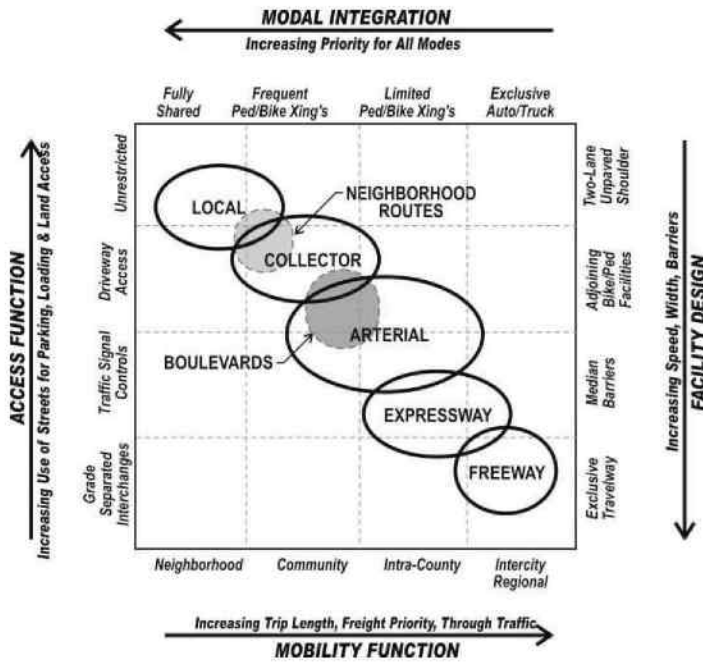 MODAL INTEGRATION
Increasing Priority for All Modes
Fully
Shared
Frequent
Ped/Bike Xing's
Limited
Ped/Bike Xing's
Exclusive
Auto/Truck
ACCESS FUNCTION
Increasing Use of Streets for Parking, Loading & Land Access
Unrestricted
Driveway
Access
Traffic Signal
Controls
Grade
Separated
Interchanges
LOCAL
NEIGHBORHOOD
ROUTES
COLLECTOR
BOULEVARDS
ARTERIAL
EXPRESSWAY
FREEWAY
Two-Lane
Unpaved
Shoulder
Adjoining
Bike/Ped
Facilities
Median
Barriers
Exclusive
Travelway
Increasing Speed, Width, Barriers
FACILITY DESIGN
Neighborhood
Community
Intra-County
Intercity
Regional
Increasing Trip Length, Freight Priority, Through Traffic
MOBILITY FUNCTION